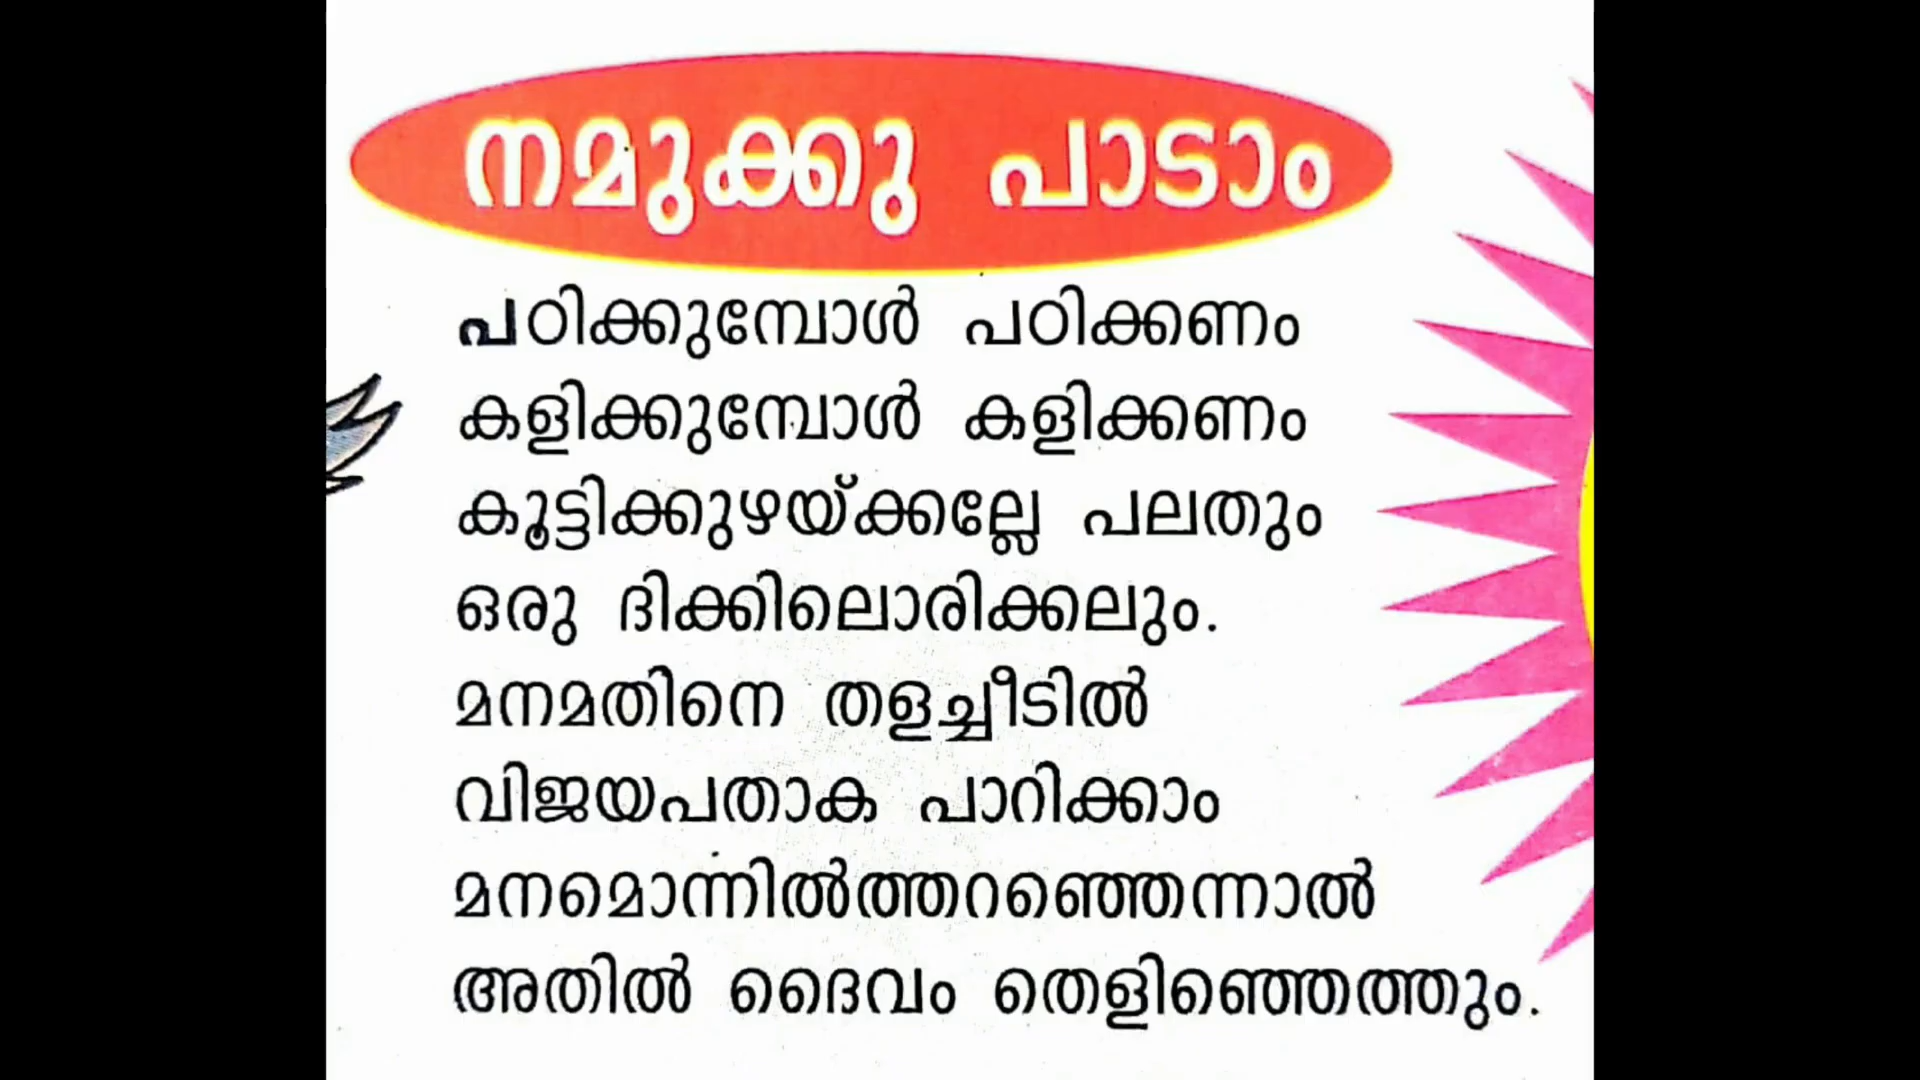 നമുക്കു പാടാം
പഠിക്കുമ്പോൾ പഠിക്കണം
കളിക്കുമ്പോൾ കളിക്കണം
കൂട്ടിക്കുഴയ്ക്കല്ലേ പലതും
ഒരു ദിക്കിലൊരിക്കലും.
മനമതിനെ തളച്ചീടിൽ
വിജയപതാക പാറിക്കാം
മനമൊന്നിൽത്തറഞ്ഞെന്നാൽ
അതിൽ ദൈവം തെളിഞ്ഞെത്തും.